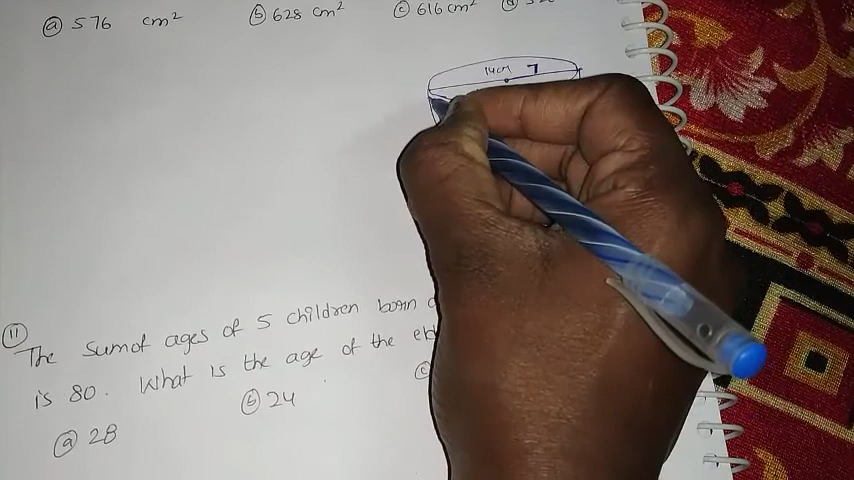 ⓐ 576 cm² ⓑ 628 cm² ⓒ 616 cm² ⓓ
14cm 7
⑪
The sum of ages of 5 children born
is 80. What is the age of the
ⓐ 28 ⓑ 24 ⓒ